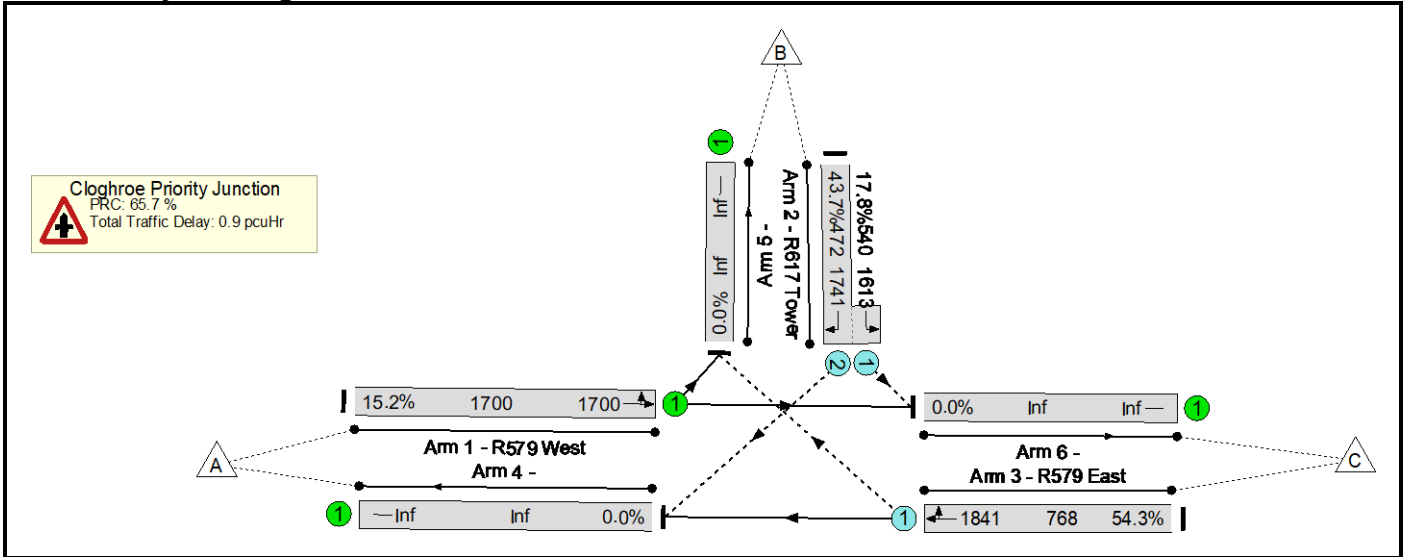 B
Cloghroe Priority Junction
PRC: 65.7 %
Total Traffic Delay: 0.9 pcuHr
1
Inf Inf 0.0%
Arm 5 -
Arm 2 - R617 Tower
43.7% 472 1741
17.8% 540 1613
2 1
15.2% 1700 1700 1
0.0% Inf Inf 1
Arm 1 - R579 West
Arm 4 -
Arm 6 -
Arm 3 - R579 East
A
C
1 Inf Inf 0.0%
1 1841 768 54.3%